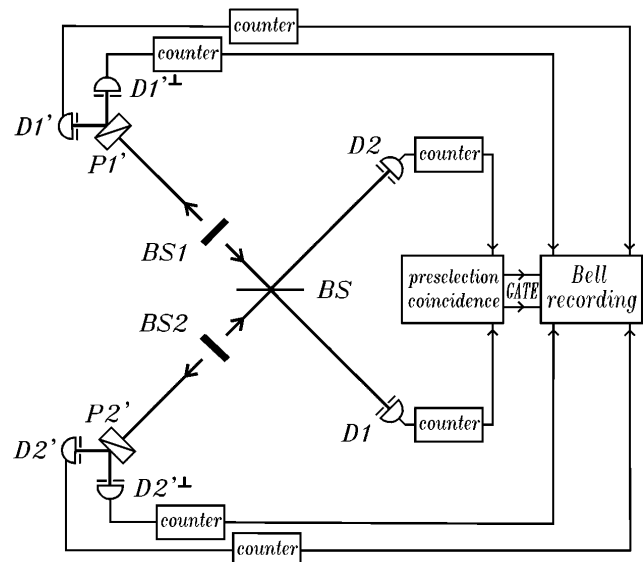 counter
counter
D1'⊥
D1'
P1'
D2
counter
BS1
BS
preselection
coincidence
GATE
Bell
recording
BS2
P2'
D1
counter
D2'
D2'⊥
counter
counter